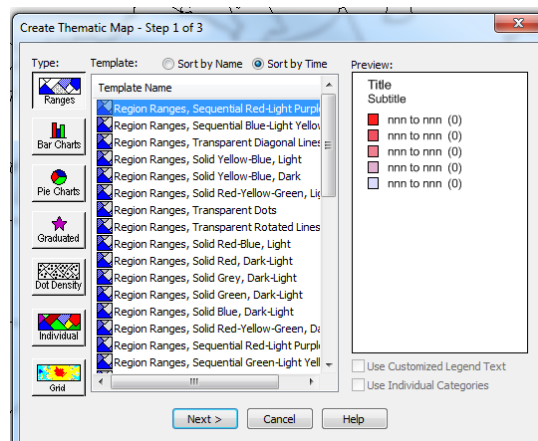 Create Thematic Map - Step 1 of 3
Type:
Ranges
Bar Charts
Pie Charts
Graduated
Dot Density
Individual
Grid
Template:
Sort by Name
Sort by Time
Template Name
Region Ranges, Sequential Red-Light Purple
Region Ranges, Sequential Blue-Light Yellov
Region Ranges, Transparent Diagonal Lines
Region Ranges, Solid Yellow-Blue, Light
Region Ranges, Solid Yellow-Blue, Dark
Region Ranges, Solid Red-Yellow-Green, Lig
Region Ranges, Transparent Dots
Region Ranges, Transparent Rotated Lines
Region Ranges, Solid Red-Blue, Light
Region Ranges, Solid Red, Dark-Light
Region Ranges, Solid Grey, Dark-Light
Region Ranges, Solid Green, Dark-Light
Region Ranges, Solid Blue, Dark-Light
Region Ranges, Solid Red-Yellow-Green, Da
Region Ranges, Sequential Red-Light Purple
Region Ranges, Sequential Green-Light Yell
Preview:
Title
Subtitle
nnn to nnn (0)
nnn to nnn (0)
nnn to nnn (0)
nnn to nnn (0)
nnn to nnn (0)
Use Customized Legend Text
Use Individual Categories
Next >
Cancel
Help